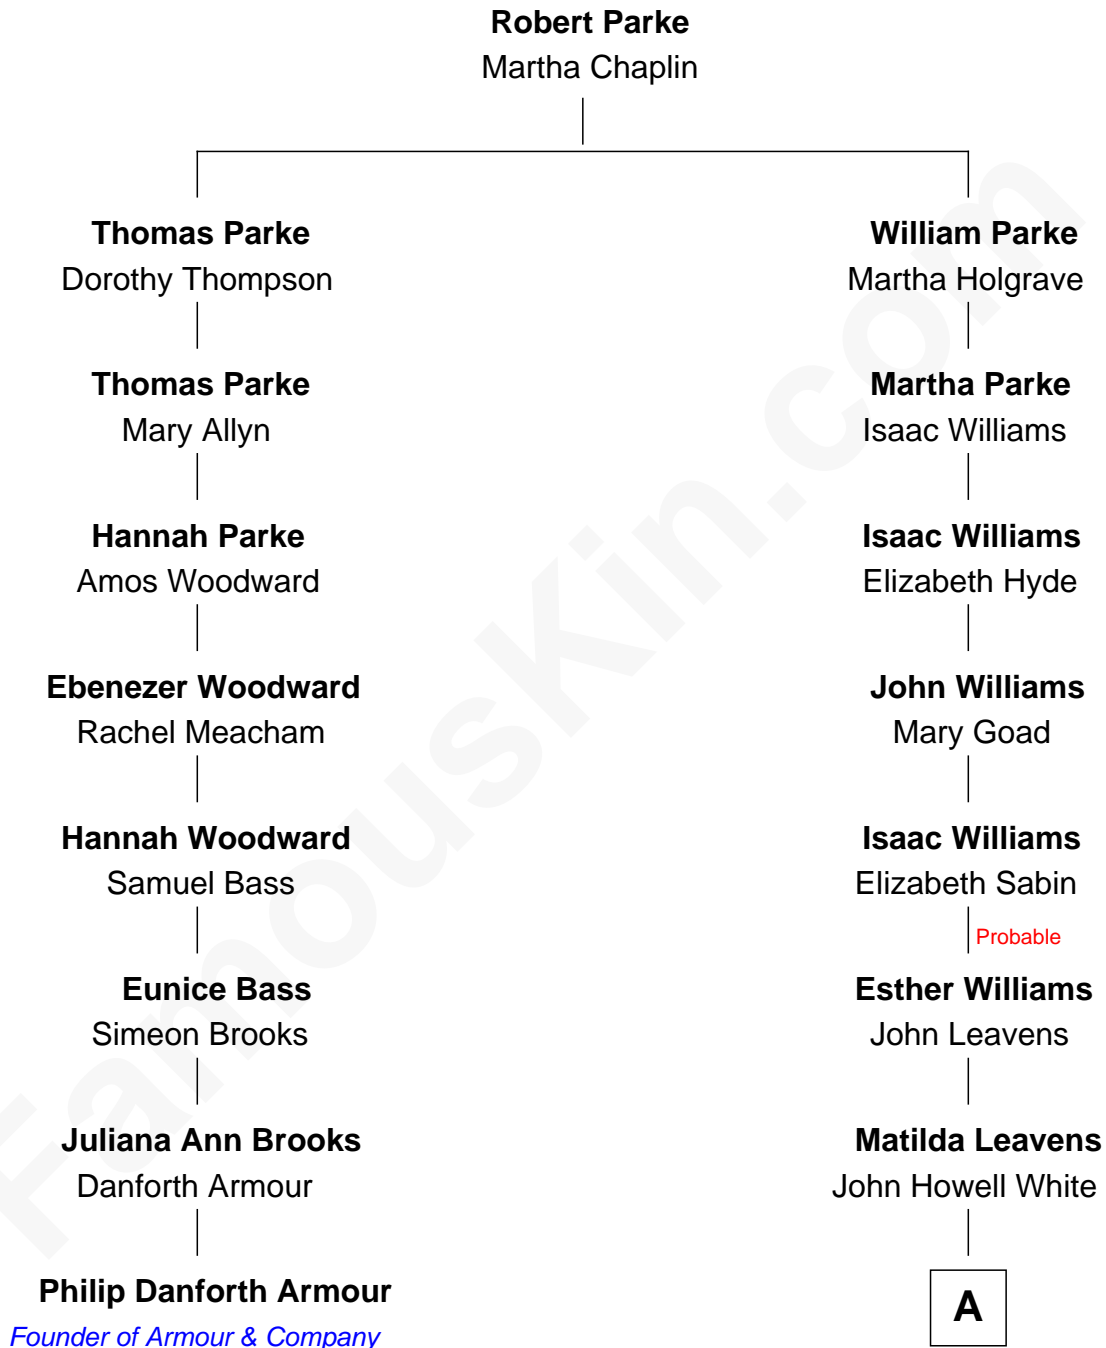 Robert Parke
Martha Chaplin
Thomas Parke
Dorothy Thompson
William Parke
Martha Holgrave
Thomas Parke
Mary Allyn
Martha Parke
Isaac Williams
Hannah Parke
Amos Woodward
Isaac Williams
Elizabeth Hyde
Ebenezer Woodward
Rachel Meacham
John Williams
Mary Goad
Hannah Woodward
Samuel Bass
Isaac Williams
Elizabeth Sabin
Probable
Eunice Bass
Simeon Brooks
Esther Williams
John Leavens
Juliana Ann Brooks
Danforth Armour
Matilda Leavens
John Howell White
Philip Danforth Armour
Founder of Armour & Company
A
FamousKin.com